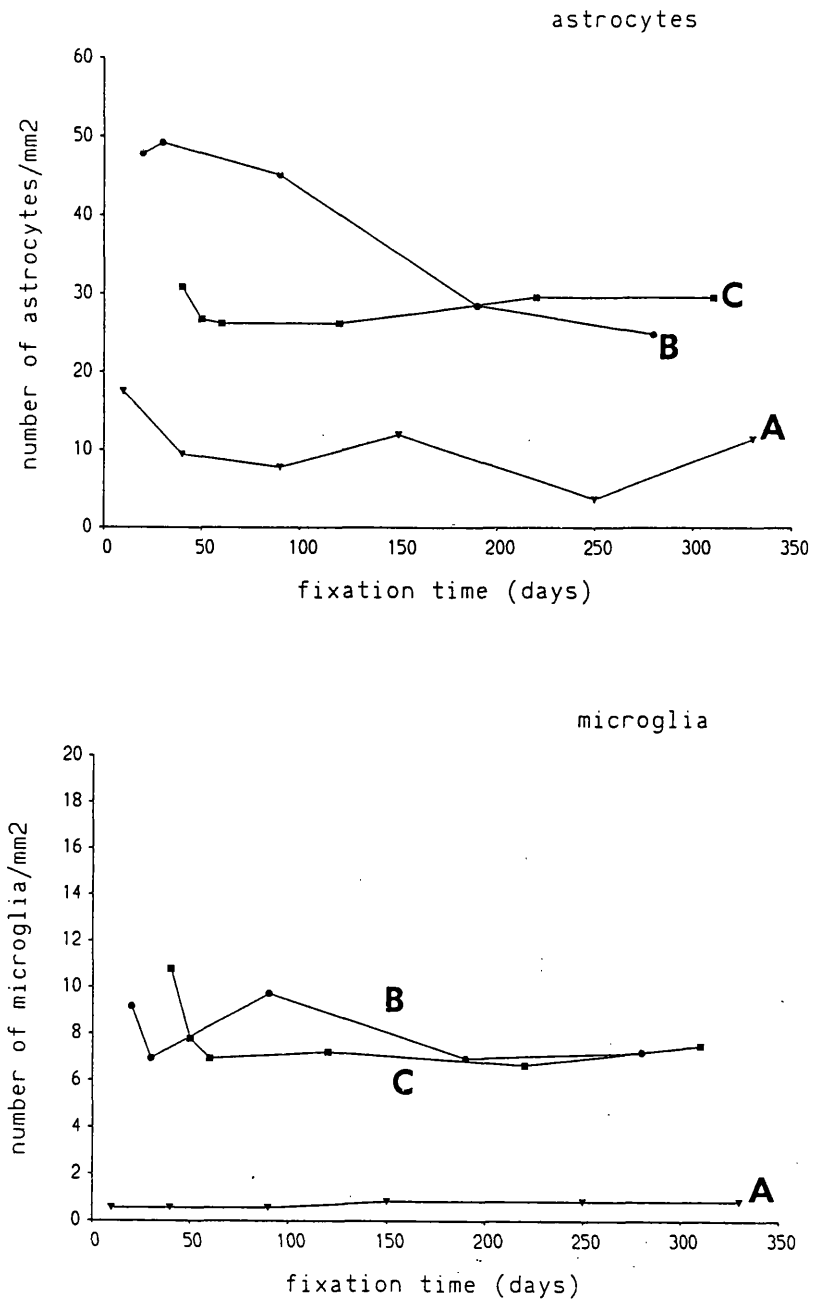 astrocytes
60
50
40
30
20
10
0
number of astrocytes/mm2
C
B
A
0 50 100 150 200 250 300 350
fixation time (days)
microglia
20
18
16
14
12
10
8
6
4
2
0
number of microglia/mm2
B
C
A
0 50 100 150 200 250 300 350
fixation time (days)